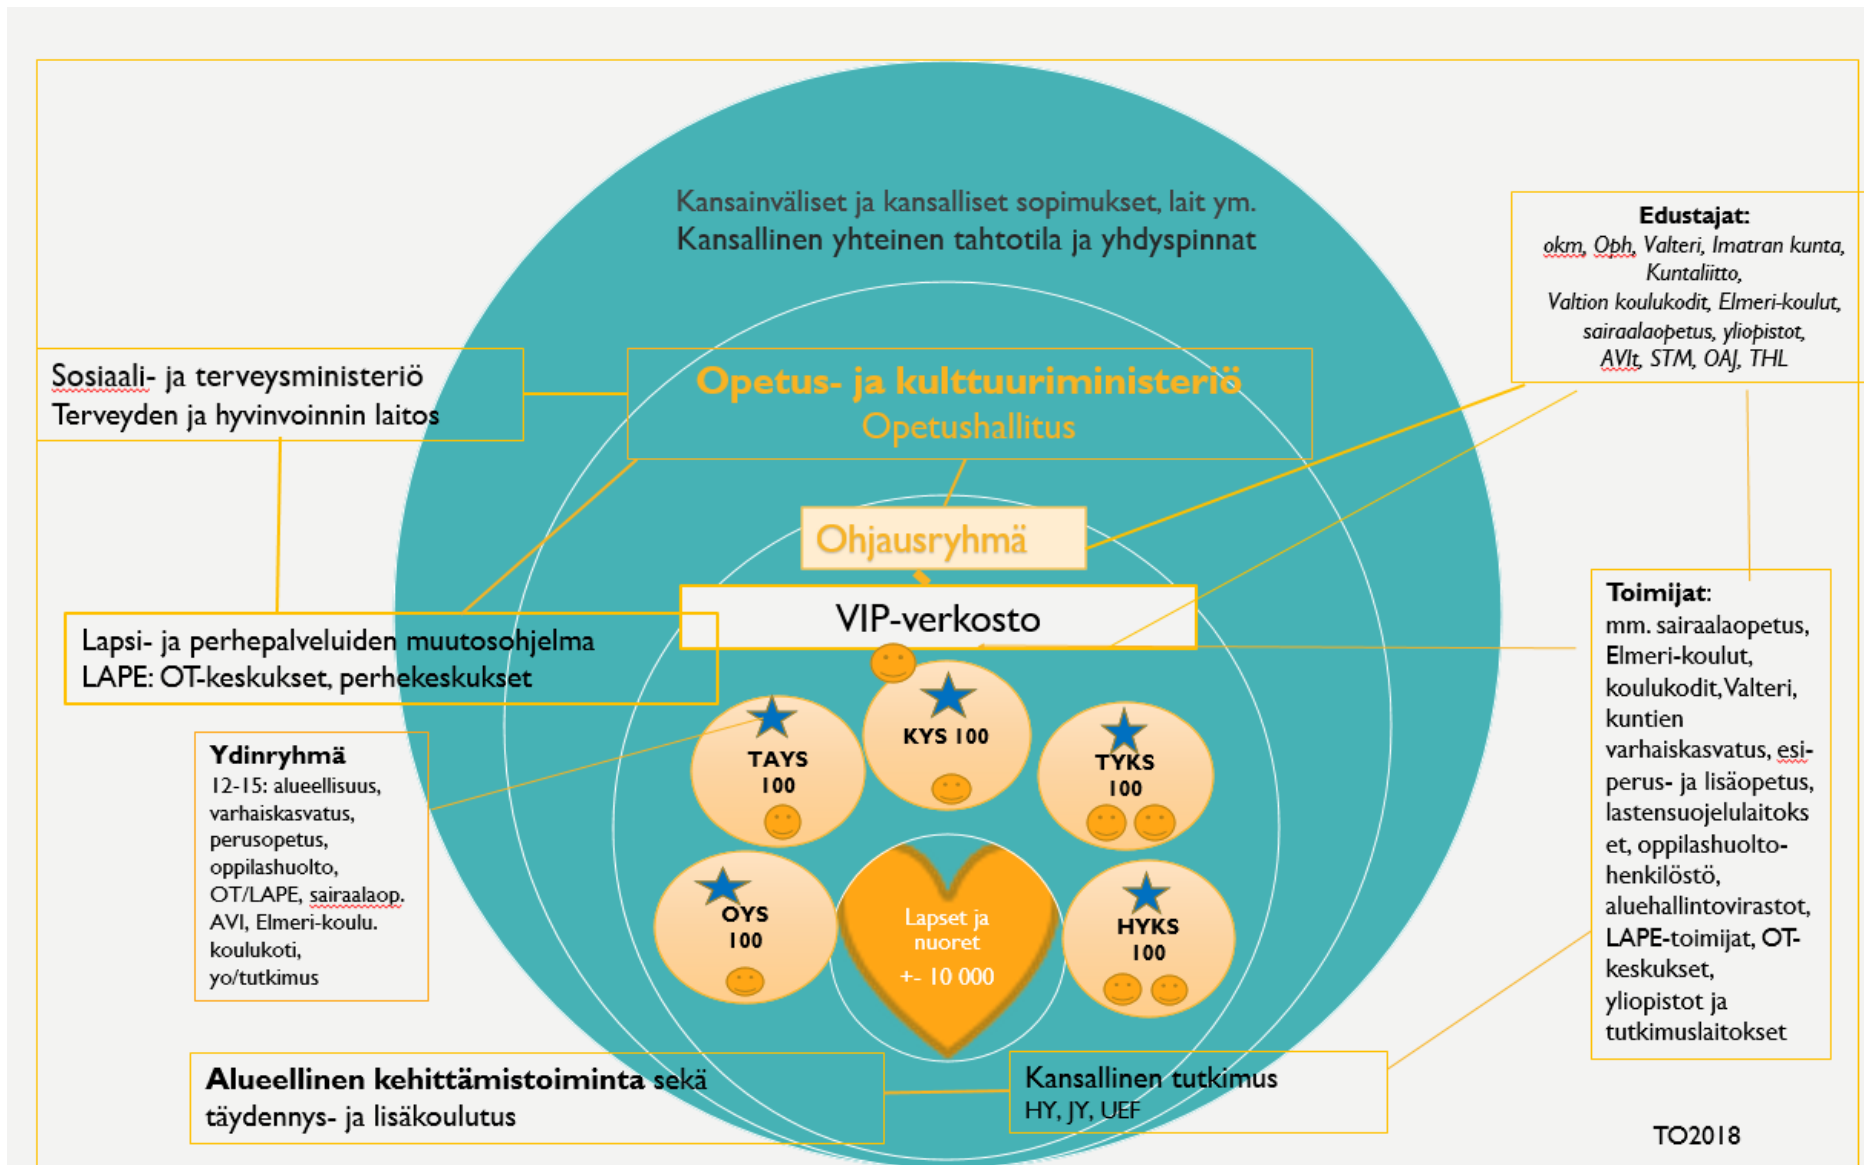 Kansainväliset ja kansalliset sopimukset, lait ym.
Kansallinen yhteinen tahtotila ja yhdyspinnat
Edustajat:
okm, Oph, Valteri, Imatran kunta,
Kuntaliitto,
Valtion koulukodit, Elmeri-koulut,
sairaalaopetus, yliopistot,
AVIt, STM, OAJ, THL
Sosiaali- ja terveysministeriö
Terveyden ja hyvinvoinnin laitos
Opetus- ja kulttuuriministeriö
Opetushallitus
Ohjausryhmä
VIP-verkosto
Lapsi- ja perhepalveluiden muutosohjelma
LAPE: OT-keskukset, perhekeskukset
Toimijat:
mm. sairaalaopetus,
Elmeri-koulut,
koulukodit, Valteri,
kuntien
varhaiskasvatus, esi-
perus- ja lisäopetus,
lastensuojelulaitoks
et, oppilashuolto-
henkilöstö,
aluehallintovirastot,
LAPE-toimijat, OT-
keskukset,
yliopistot ja
tutkimuslaitokset
Ydinryhmä
12-15: alueellisuus,
varhaiskasvatus,
perusopetus,
oppilashuolto,
OT/LAPE, sairaalaop.
AVI, Elmeri-koulu.
koulukoti,
yo/tutkimus
TAYS
100
KYS 100
TYKS
100
OYS
100
Lapset ja
nuoret
+- 10 000
HYKS
100
Alueellinen kehittämistoiminta sekä
täydennys- ja lisäkoulutus
Kansallinen tutkimus
HY, JY, UEF
TO2018